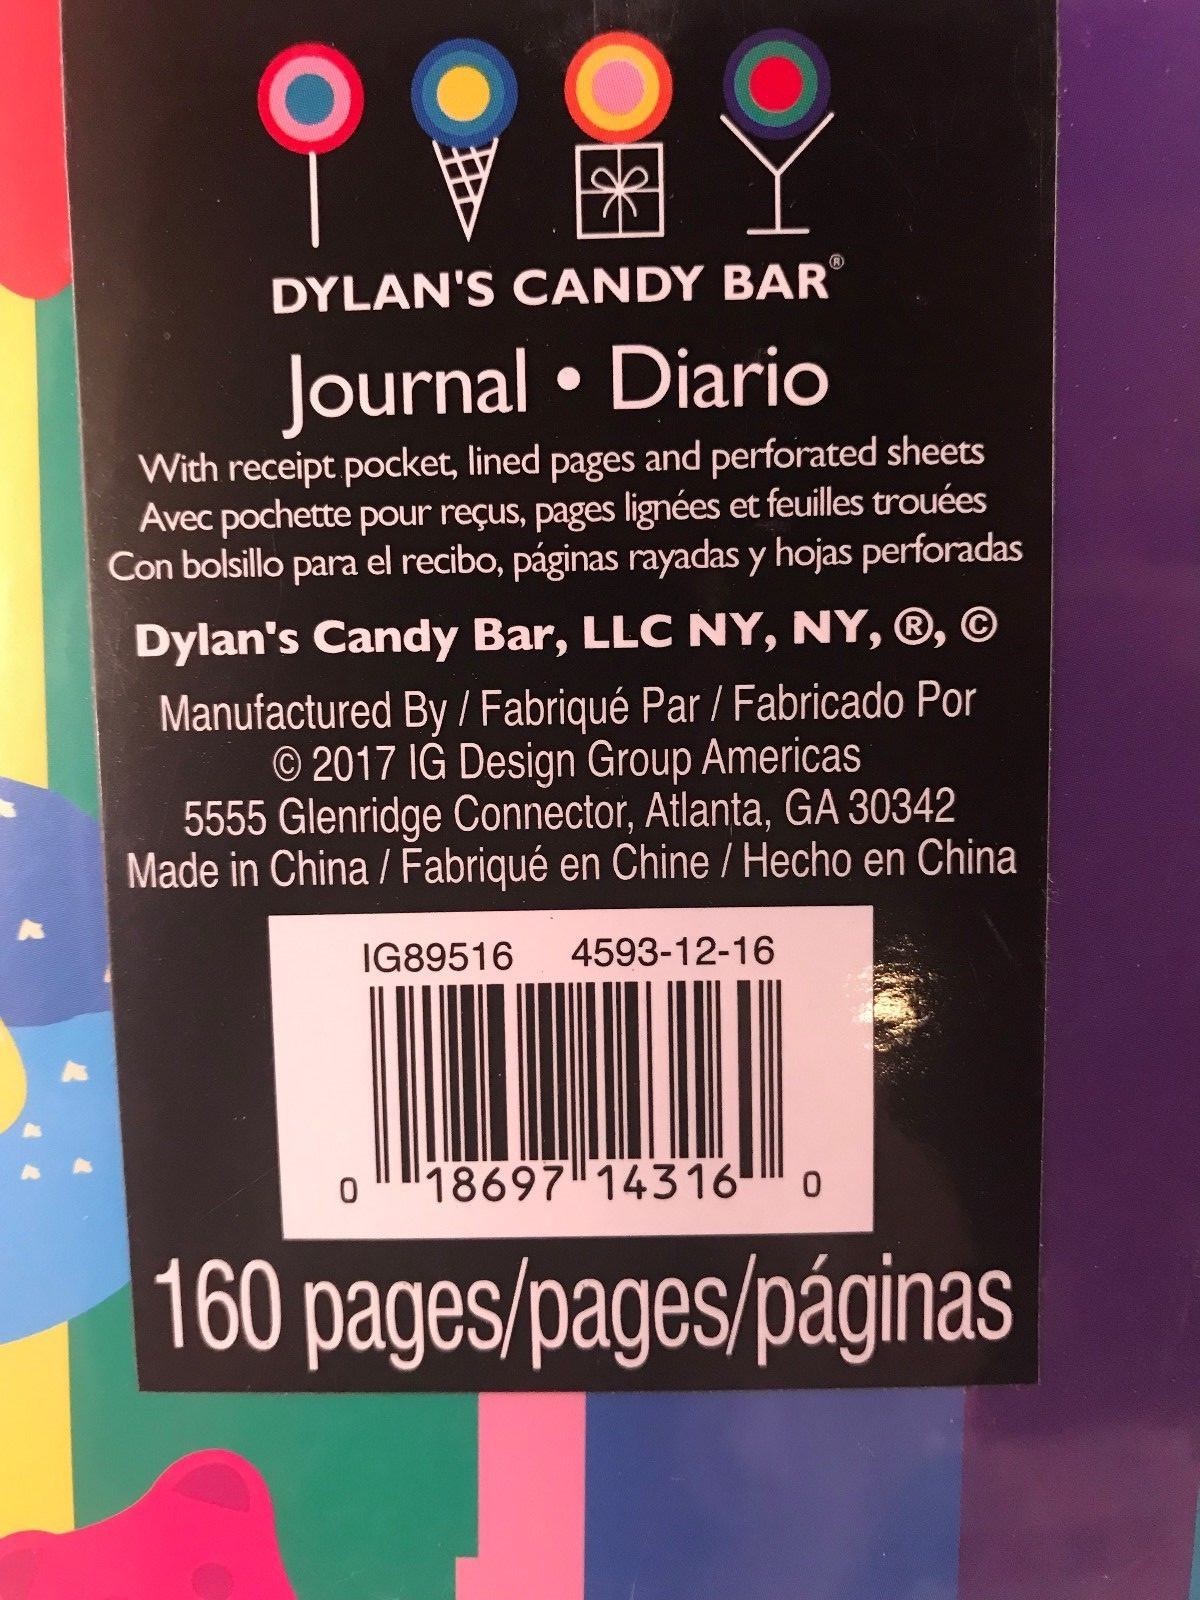 DYLAN'S CANDY BAR®
Journal • Diario
With receipt pocket, lined pages and perforated sheets
Avec pochette pour reçus, pages lignées et feuilles trouées
Con bolsillo para el recibo, páginas rayadas y hojas perforadas
Dylan's Candy Bar, LLC NY, NY, ®, ©
Manufactured By / Fabriqué Par / Fabricado Por
© 2017 IG Design Group Americas
5555 Glenridge Connector, Atlanta, GA 30342
Made in China / Fabriqué en Chine / Hecho en China
IG89516 4593-12-16
0 18697 14316 0
160 pages/pages/páginas